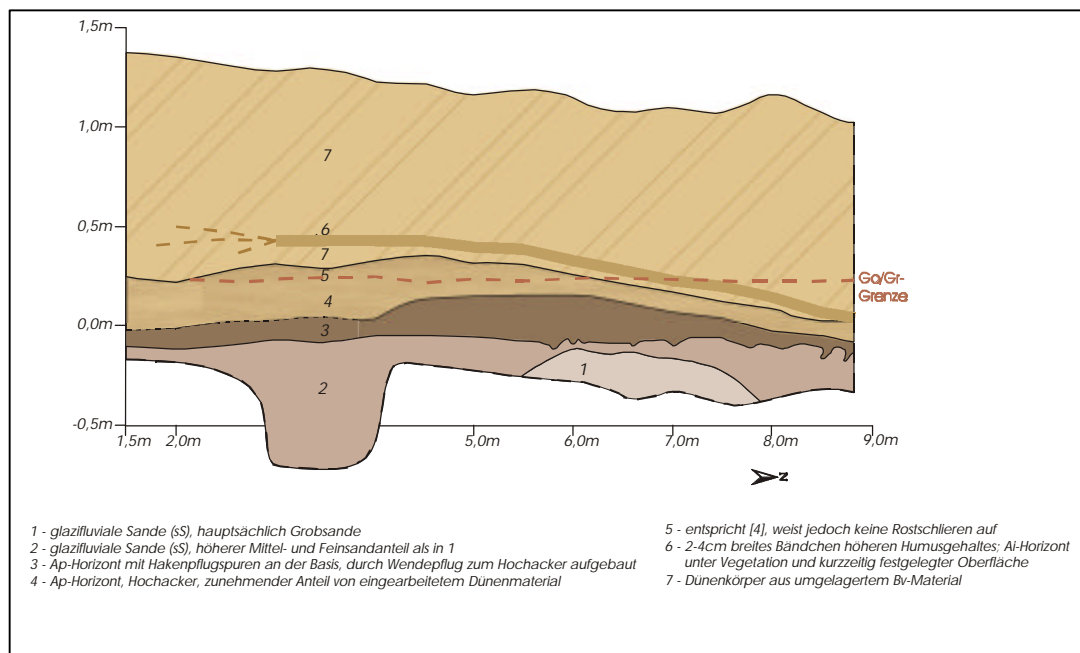 1,5m
1,0m
7
0,5m
6
7
5
Go/Gr-
Grenze
4
0,0m
3
1
2
-0,5m
1,5m 2,0m 5,0m 6,0m 7,0m 8,0m 9,0m
N
1 - glazifluviale Sande (sS), hauptsächlich Grobsande
2 - glazifluviale Sande (sS), höherer Mittel- und Feinsandanteil als in 1
3 - Ap-Horizont mit Hakenpflugspuren an der Basis, durch Wendepflug zum Hochacker aufgebaut
4 - Ap-Horizont, Hochacker, zunehmender Anteil von eingearbeitetem Dünenmaterial
5 - entspricht [4], weist jedoch keine Rostschlieren auf
6 - 2-4cm breites Bändchen höheren Humusgehaltes; Ai-Horizont
unter Vegetation und kurzzeitig festgelegter Oberfläche
7 - Dünenkörper aus umgelagertem Bv-Material